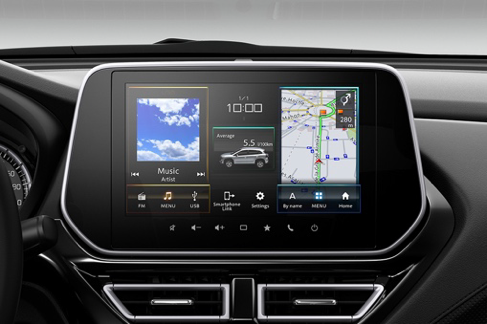 1/1
10:00
Average
5.5 ℓ/100km
Music
Artist
280
m
FM
MENU
USB
Smartphone
Link
Settings
By name
MENU
Home